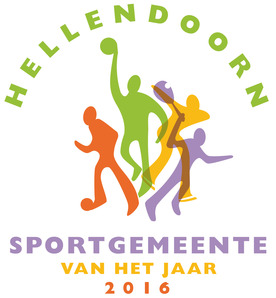 HELLENDOORN
SPORTGEMEENTE
VAN HET JAAR
2016